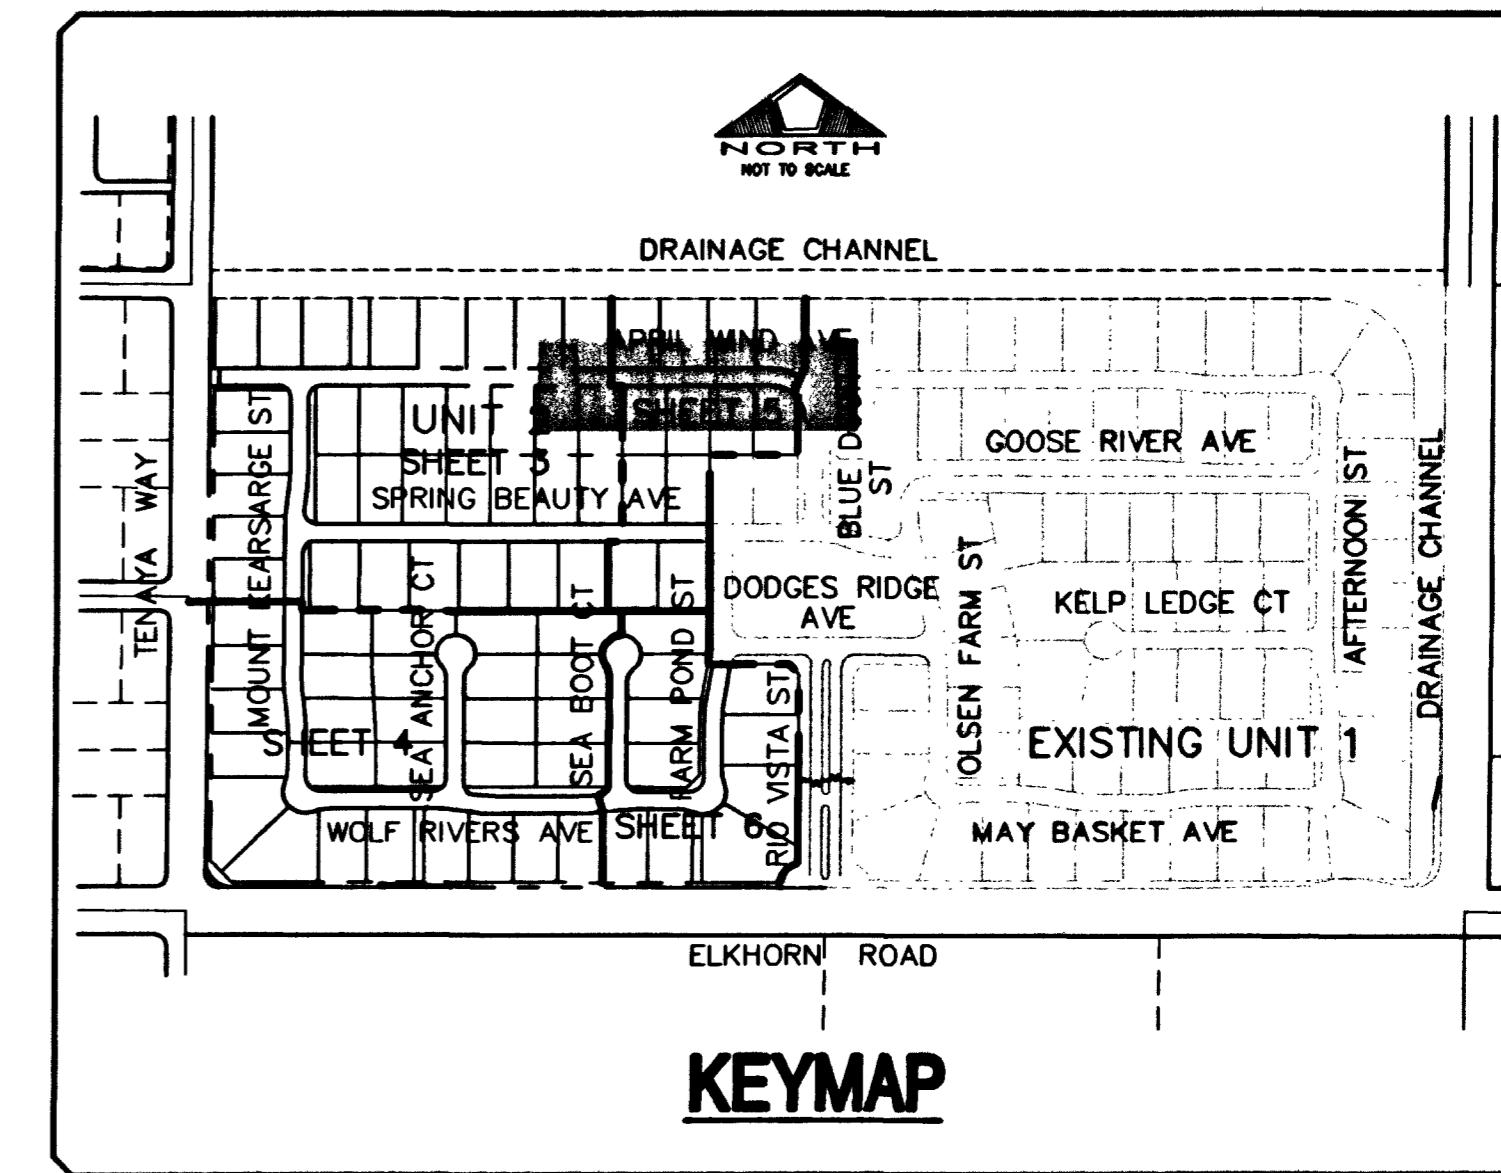 NORTH
NOT TO SCALE
DRAINAGE CHANNEL
APRIL WIND AVE
UNIT
SHEET 5
SHEET 3
SPRING BEAUTY AVE
GOOSE RIVER AVE
BLUE
ST
TENAYA WAY
MOUNT KEARSARGE ST
SEA ANCHOR CT
SEA BOOT CT
FARM POND ST
DODGES RIDGE
AVE
OLSEN FARM ST
KELP LEDGE CT
AFTERNOON ST
DRAINAGE CHANNEL
SHEET 4
RIO VISTA ST
EXISTING UNIT 1
WOLF RIVERS AVE
SHEET 6
MAY BASKET AVE
ELKHORN ROAD
KEYMAP